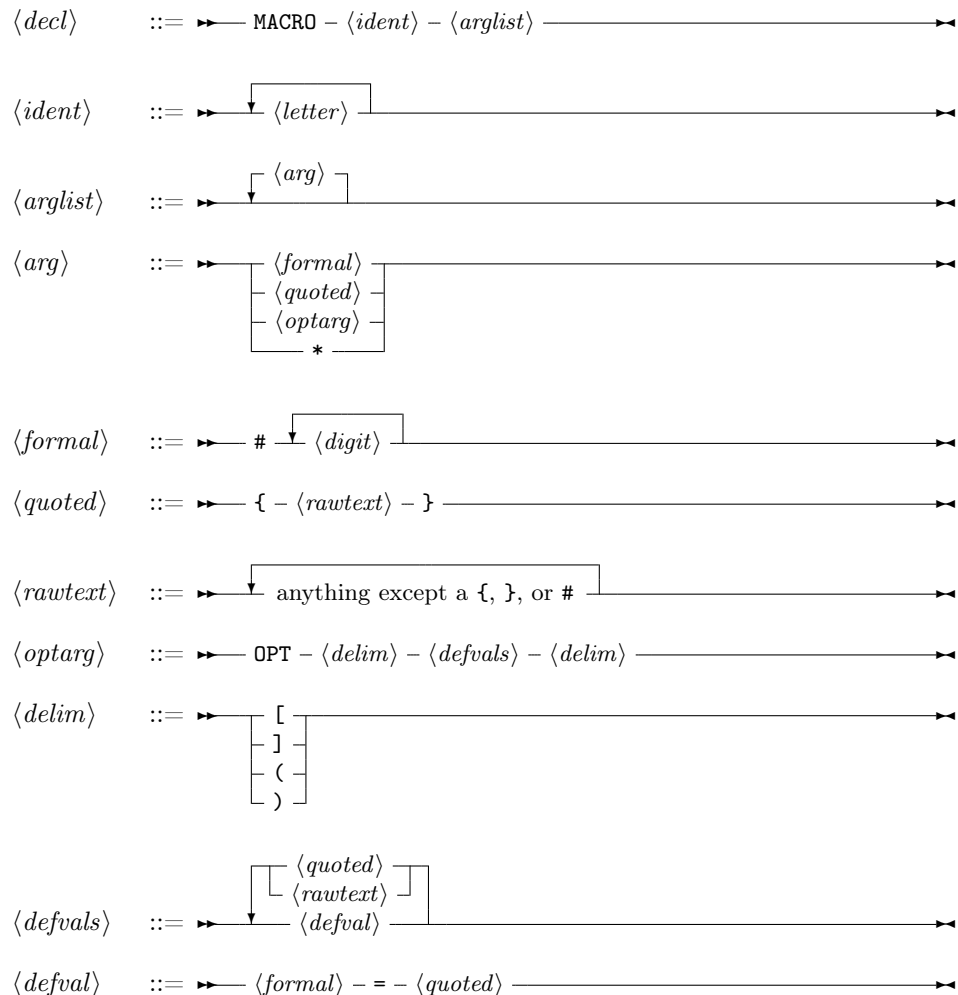 ⟨decl⟩ ::= MACRO ⟨ident⟩ ⟨arglist⟩
⟨ident⟩ ::= ⟨letter⟩
⟨arg⟩
⟨arglist⟩ ::=
⟨arg⟩ ::= ⟨formal⟩
⟨quoted⟩
⟨optarg⟩
*
⟨formal⟩ ::= # ⟨digit⟩
⟨quoted⟩ ::= { ⟨rawtext⟩ }
⟨rawtext⟩ ::= anything except a {, }, or #
⟨optarg⟩ ::= OPT ⟨delim⟩ ⟨defvals⟩ ⟨delim⟩
⟨delim⟩ ::= [
]
(
)
⟨quoted⟩
⟨rawtext⟩
⟨defvals⟩ ::= ⟨defval⟩
⟨defval⟩ ::= ⟨formal⟩ = ⟨quoted⟩